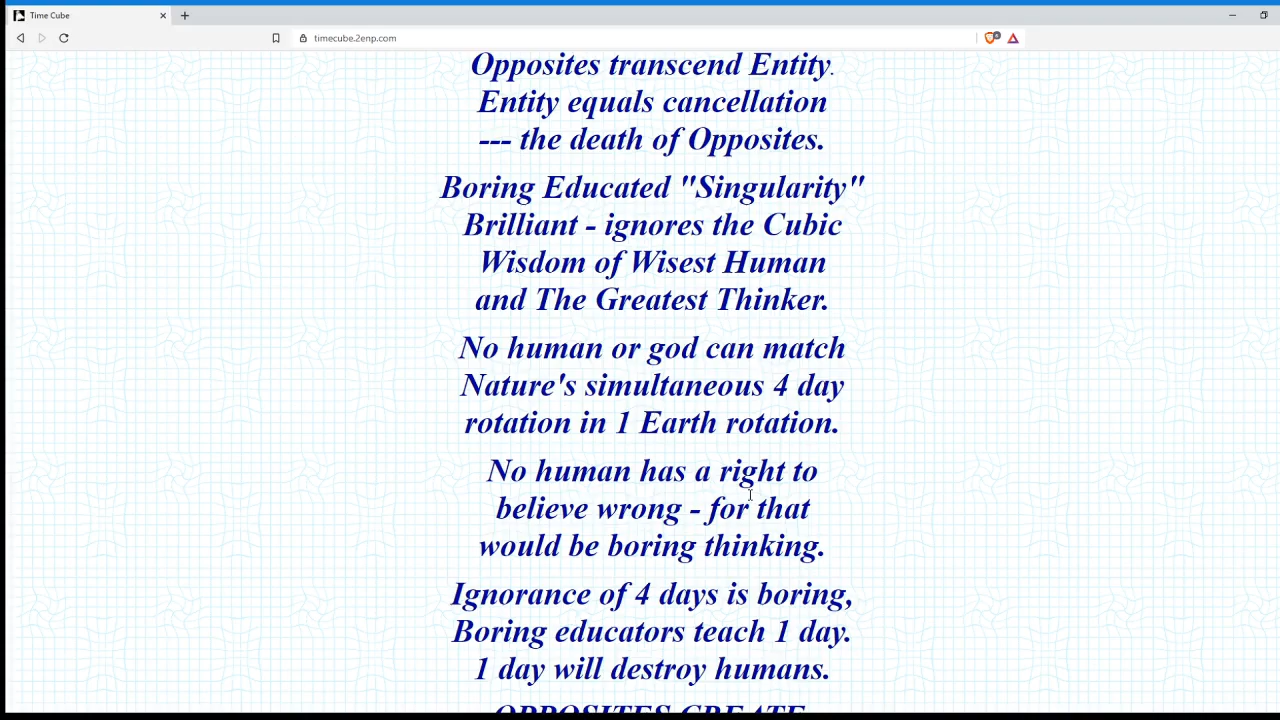 Time Cube
timecube.2enp.com
Opposites transcend Entity.
Entity equals cancellation
--- the death of Opposites.
Boring Educated "Singularity"
Brilliant - ignores the Cubic
Wisdom of Wisest Human
and The Greatest Thinker.
No human or god can match
Nature's simultaneous 4 day
rotation in 1 Earth rotation.
No human has a right to
believe wrong - for that
would be boring thinking.
Ignorance of 4 days is boring,
Boring educators teach 1 day.
1 day will destroy humans.
OPPOSITES CREATE